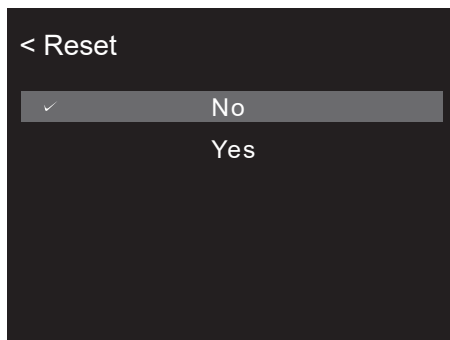 < Reset
✓ No
Yes